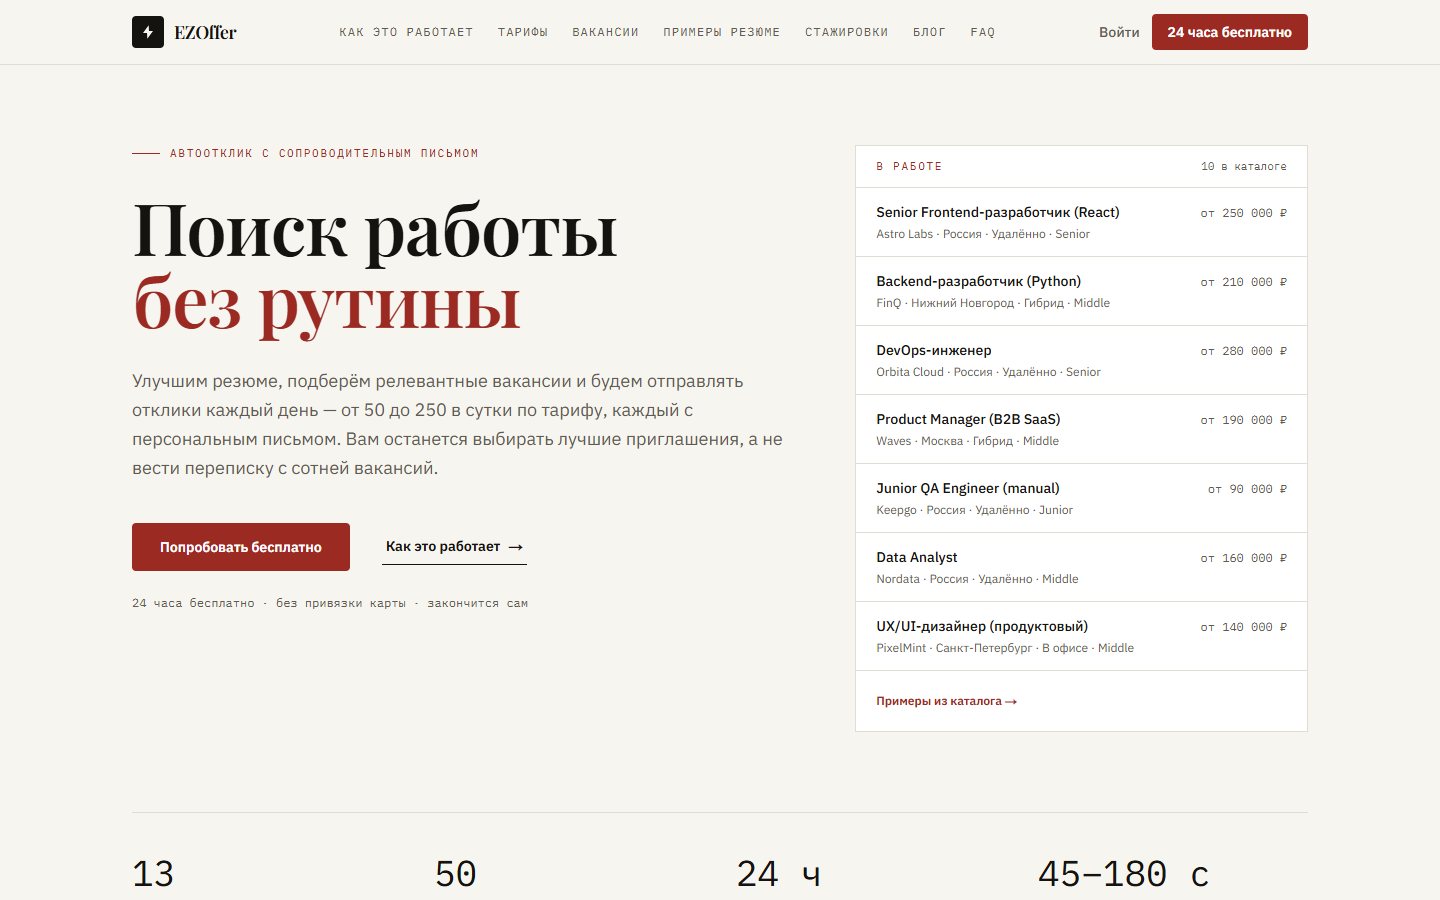 EZOffer
КАК ЭТО РАБОТАЕТ
ТАРИФЫ
ВАКАНСИИ
ПРИМЕРЫ РЕЗЮМЕ
СТАЖИРОВКИ
БЛОГ
FAQ
Войти
24 часа бесплатно
АВТООТКЛИК С СОПРОВОДИТЕЛЬНЫМ ПИСЬМОМ
Поиск работы
без рутины
Улучшим резюме, подберём релевантные вакансии и будем отправлять
отклики каждый день — от 50 до 250 в сутки по тарифу, каждый с
персональным письмом. Вам останется выбирать лучшие приглашения, а не
вести переписку с сотней вакансий.
Попробовать бесплатно
Как это работает →
24 часа бесплатно · без привязки карты · закончится сам
В РАБОТЕ
10 в каталоге
Senior Frontend-разработчик (React)
от 250 000 ₽
Astro Labs · Россия · Удалённо · Senior
Backend-разработчик (Python)
от 210 000 ₽
FinQ · Нижний Новгород · Гибрид · Middle
DevOps-инженер
от 280 000 ₽
Orbita Cloud · Россия · Удалённо · Senior
Product Manager (B2B SaaS)
от 190 000 ₽
Waves · Москва · Гибрид · Middle
Junior QA Engineer (manual)
от 90 000 ₽
Keepgo · Россия · Удалённо · Junior
Data Analyst
от 160 000 ₽
Nordata · Россия · Удалённо · Middle
UX/UI-дизайнер (продуктовый)
от 140 000 ₽
PixelMint · Санкт-Петербург · В офисе · Middle
Примеры из каталога →
13
50
24 ч
45–180 с